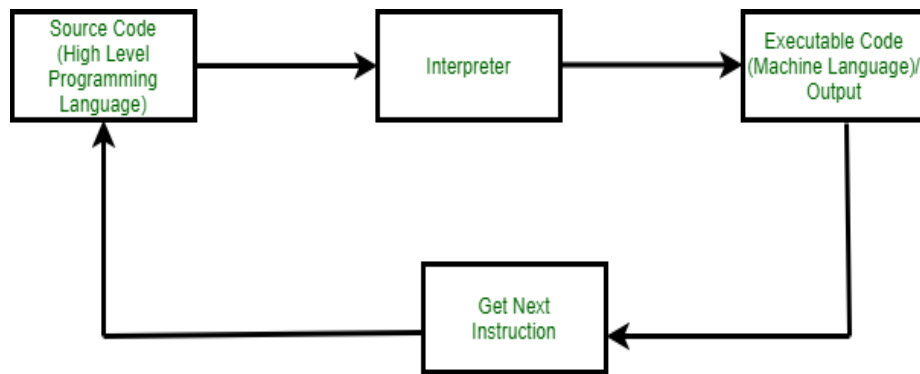 Source Code
(High Level
Programming
Language)
Interpreter
Executable Code
(Machine Language)/
Output
Get Next
Instruction